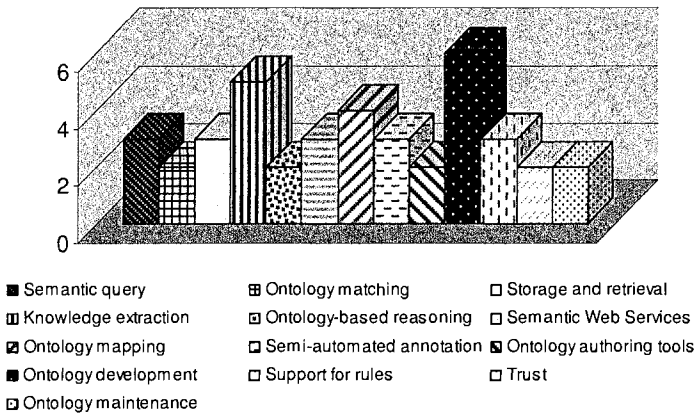 6
4
2
0
Semantic query Ontology matching Storage and retrieval
Knowledge extraction Ontology-based reasoning Semantic Web Services
Ontology mapping Semi-automated annotation Ontology authoring tools
Ontology development Support for rules Trust
Ontology maintenance